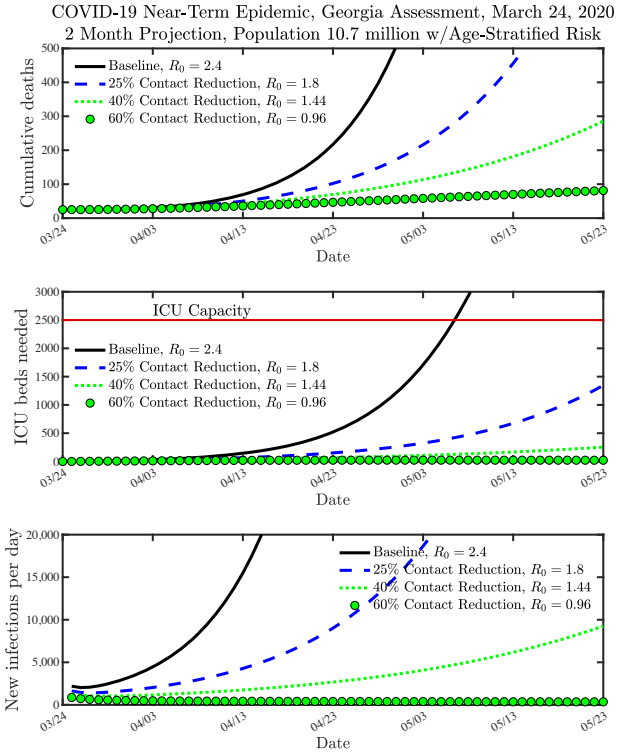 COVID-19 Near-Term Epidemic, Georgia Assessment, March 24, 2020
2 Month Projection, Population 10.7 million w/Age-Stratified Risk
Cumulative deaths
500
400
300
200
100
0
Baseline, R0 = 2.4
25% Contact Reduction, R0 = 1.8
40% Contact Reduction, R0 = 1.44
60% Contact Reduction, R0 = 0.96
03/24 04/03 04/13 04/23 05/03 05/13 05/23
Date
ICU beds needed
3000
2500
2000
1500
1000
500
0
ICU Capacity
Baseline, R0 = 2.4
25% Contact Reduction, R0 = 1.8
40% Contact Reduction, R0 = 1.44
60% Contact Reduction, R0 = 0.96
03/24 04/03 04/13 04/23 05/03 05/13 05/23
Date
New infections per day
20,000
15,000
10,000
5,000
0
Baseline, R0 = 2.4
25% Contact Reduction, R0 = 1.8
40% Contact Reduction, R0 = 1.44
60% Contact Reduction, R0 = 0.96
03/24 04/03 04/13 04/23 05/03 05/13 05/23
Date